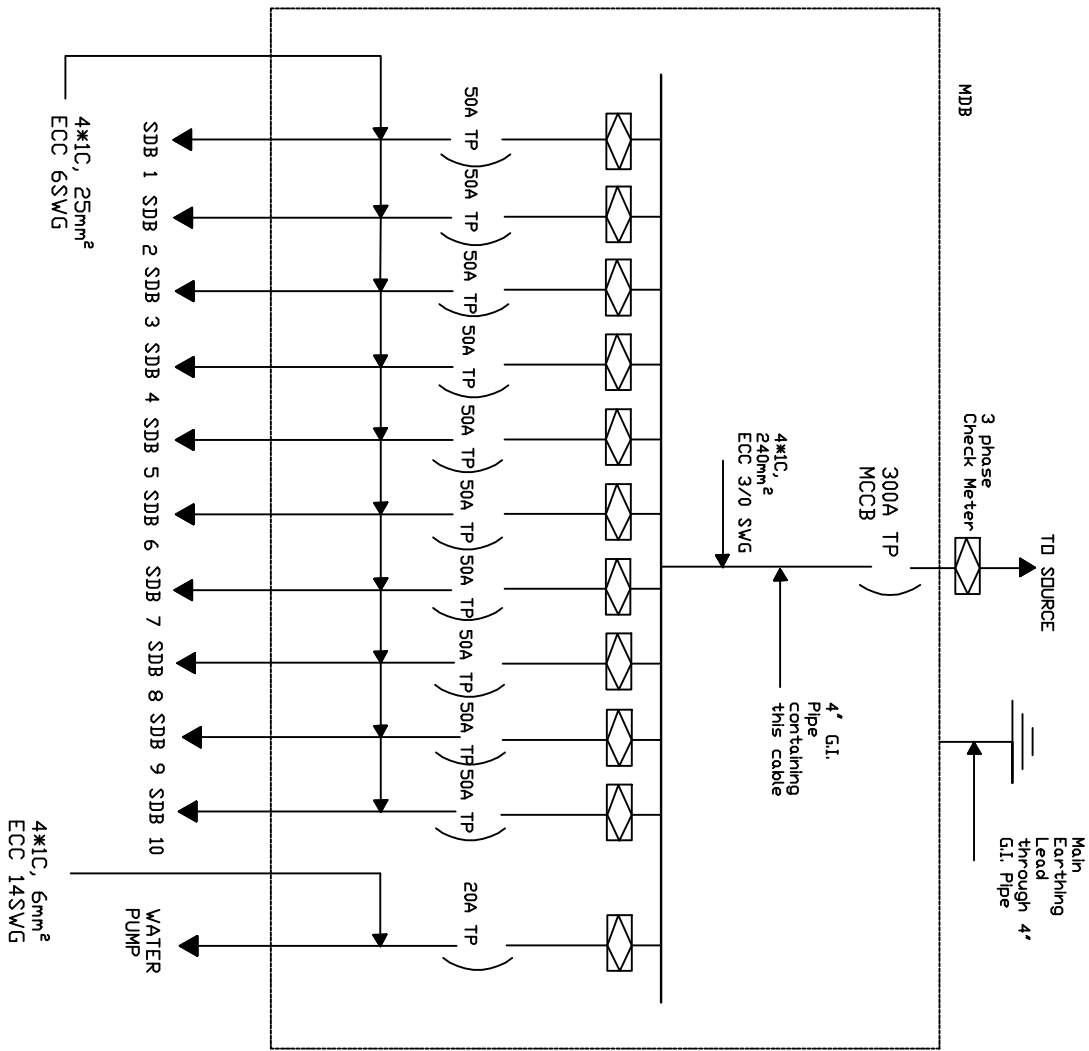 MDB
TO SOURCE
3 phase
Check Meter
Main
Earthing
Lead
through 4"
G.I. Pipe
300A TP
MCCB
4" G.I.
Pipe
containing
this cable
4*1C,
240mm²
ECC 3/0 SWG
50A TP
50A TP
50A TP
50A TP
50A TP
50A TP
50A TP
50A TP
50A TP
50A TP
20A TP
SDB 1
SDB 2
SDB 3
SDB 4
SDB 5
SDB 6
SDB 7
SDB 8
SDB 9
SDB 10
WATER
PUMP
4*1C, 25mm²
ECC 6SWG
4*1C, 6mm²
ECC 14SWG